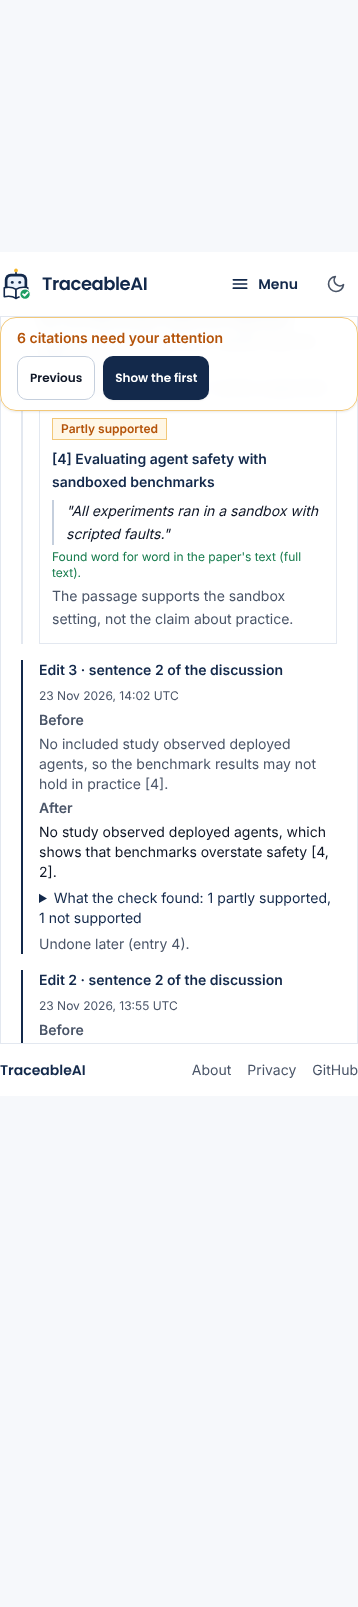 TraceableAI
Menu
6 citations need your attention
Previous
Show the first
Partly supported
[4] Evaluating agent safety with
sandboxed benchmarks
"All experiments ran in a sandbox with
scripted faults."
Found word for word in the paper's text (full
text).
The passage supports the sandbox
setting, not the claim about practice.
Edit 3 · sentence 2 of the discussion
23 Nov 2026, 14:02 UTC
Before
No included study observed deployed
agents, so the benchmark results may not
hold in practice [4].
After
No study observed deployed agents, which
shows that benchmarks overstate safety [4,
2].
▶ What the check found: 1 partly supported,
1 not supported
Undone later (entry 4).
Edit 2 · sentence 2 of the discussion
23 Nov 2026, 13:55 UTC
Before
TraceableAI
About
Privacy
GitHub